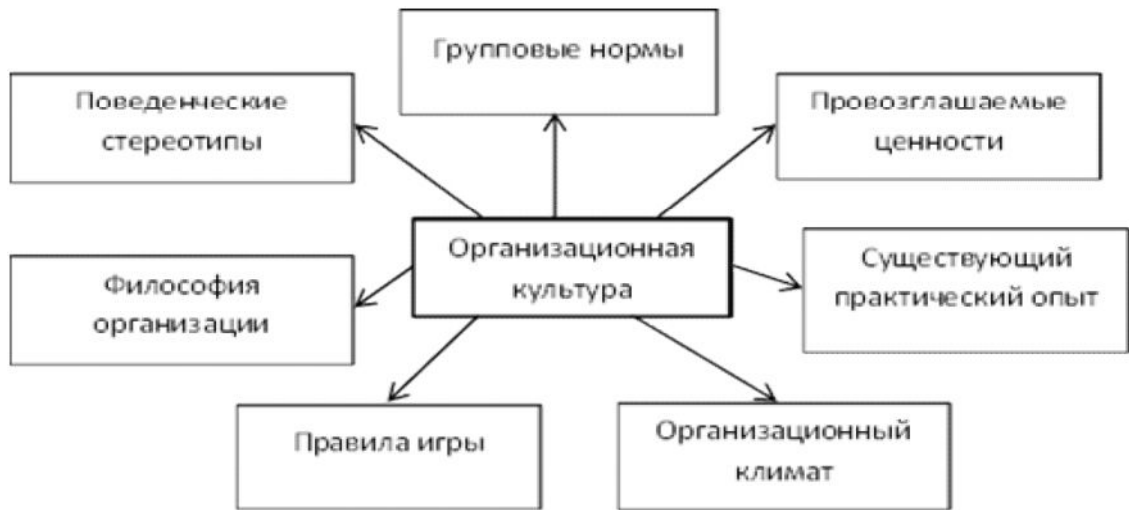 Групповые нормы
Поведенческие
стереотипы
Провозглашаемые
ценности
Организационная
культура
Философия
организации
Существующий
практический опыт
Правила игры
Организационный
климат